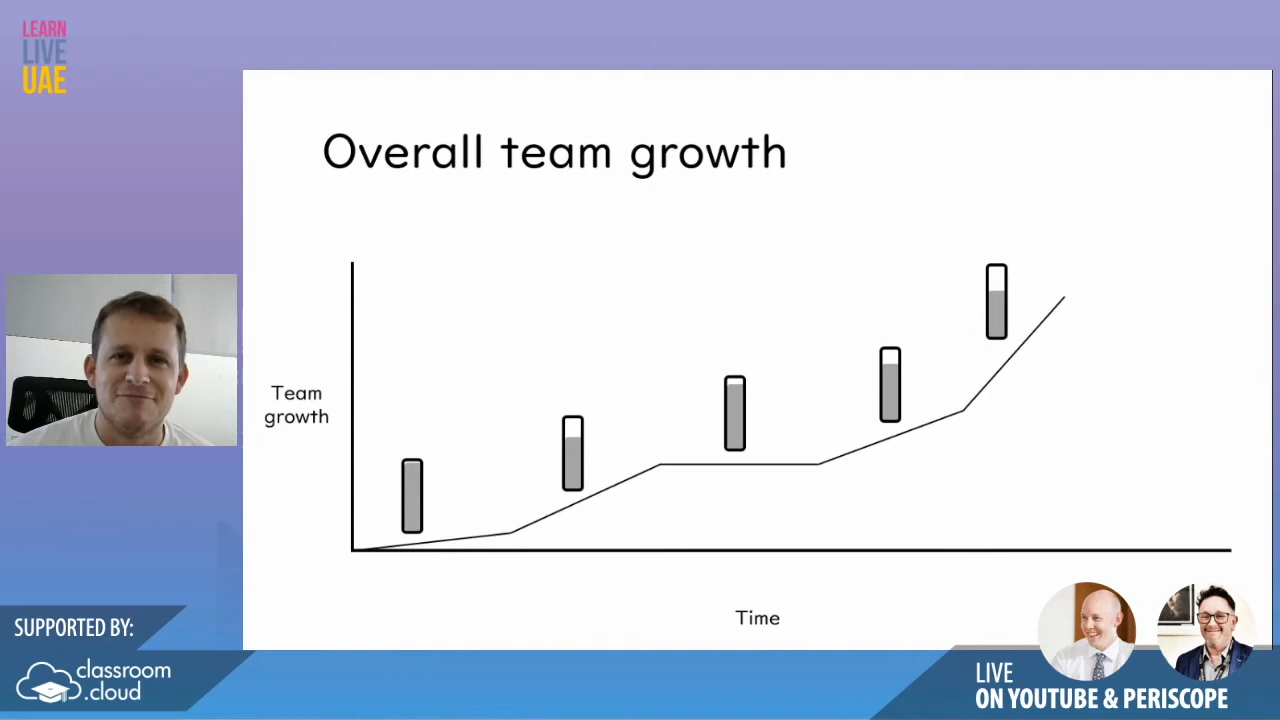 LEARN
LIVE
UAE
Overall team growth
Team
growth
Time
SUPPORTED BY:
classroom
.cloud
LIVE
ON YOUTUBE & PERISCOPE